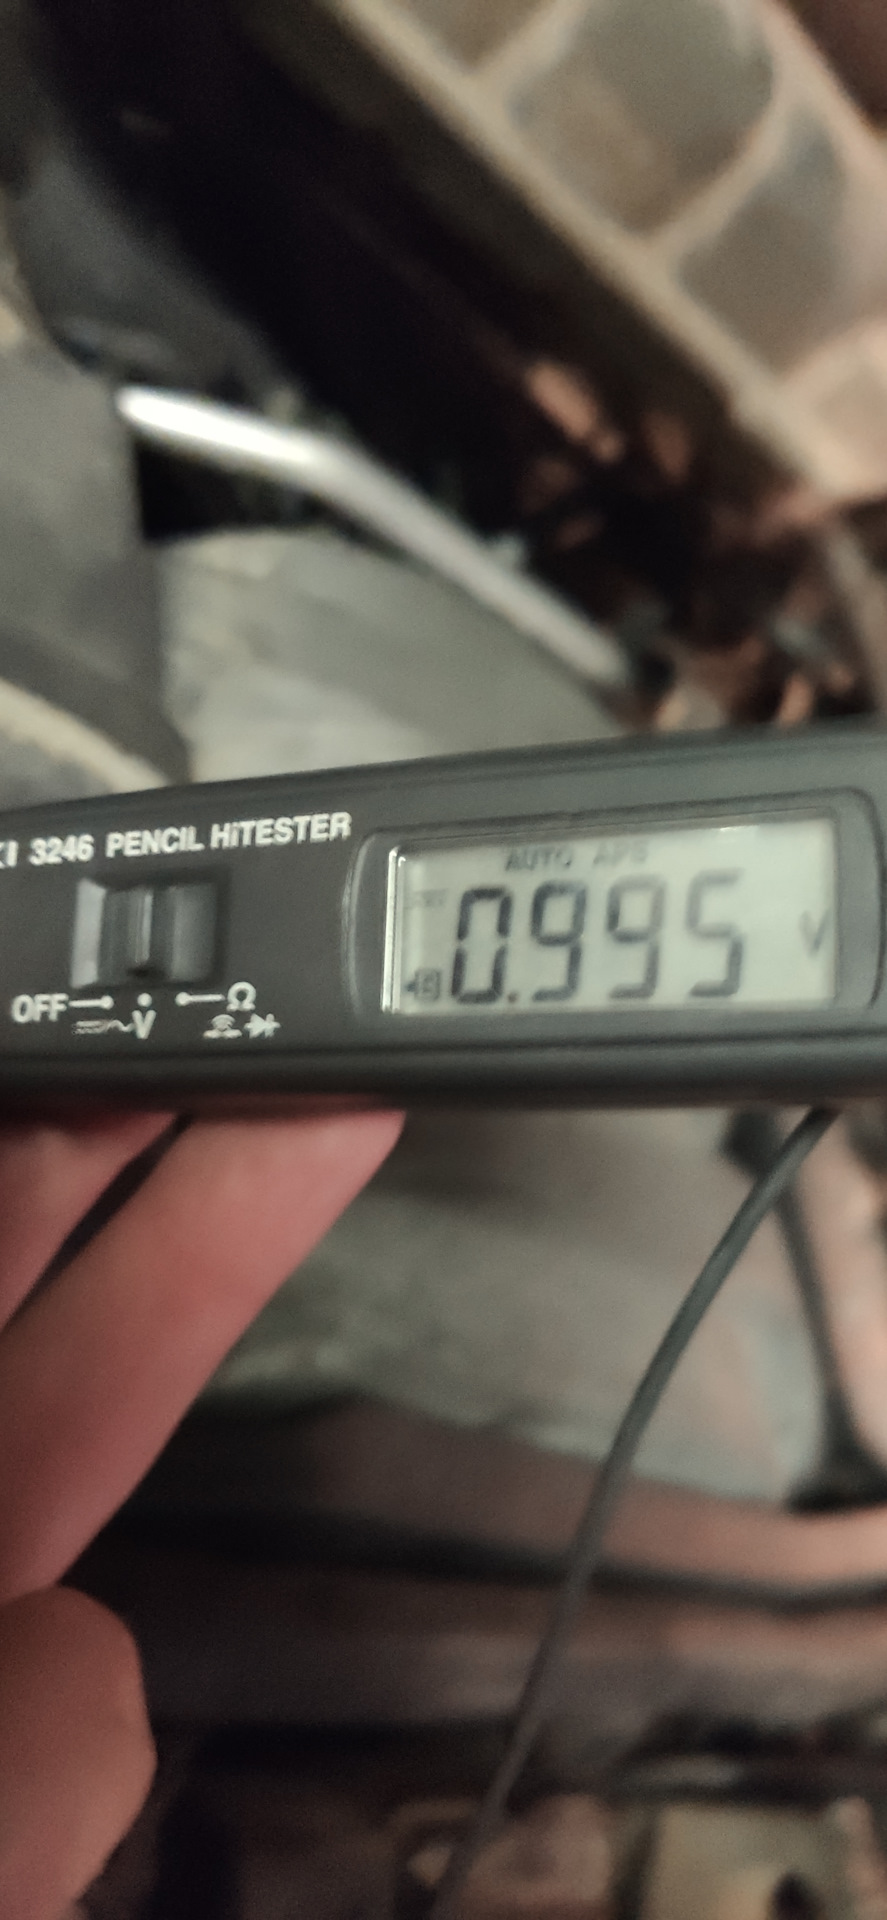 3246 PENCIL HiTESTER
AUTO APS
0.995 V
OFF Ω
V